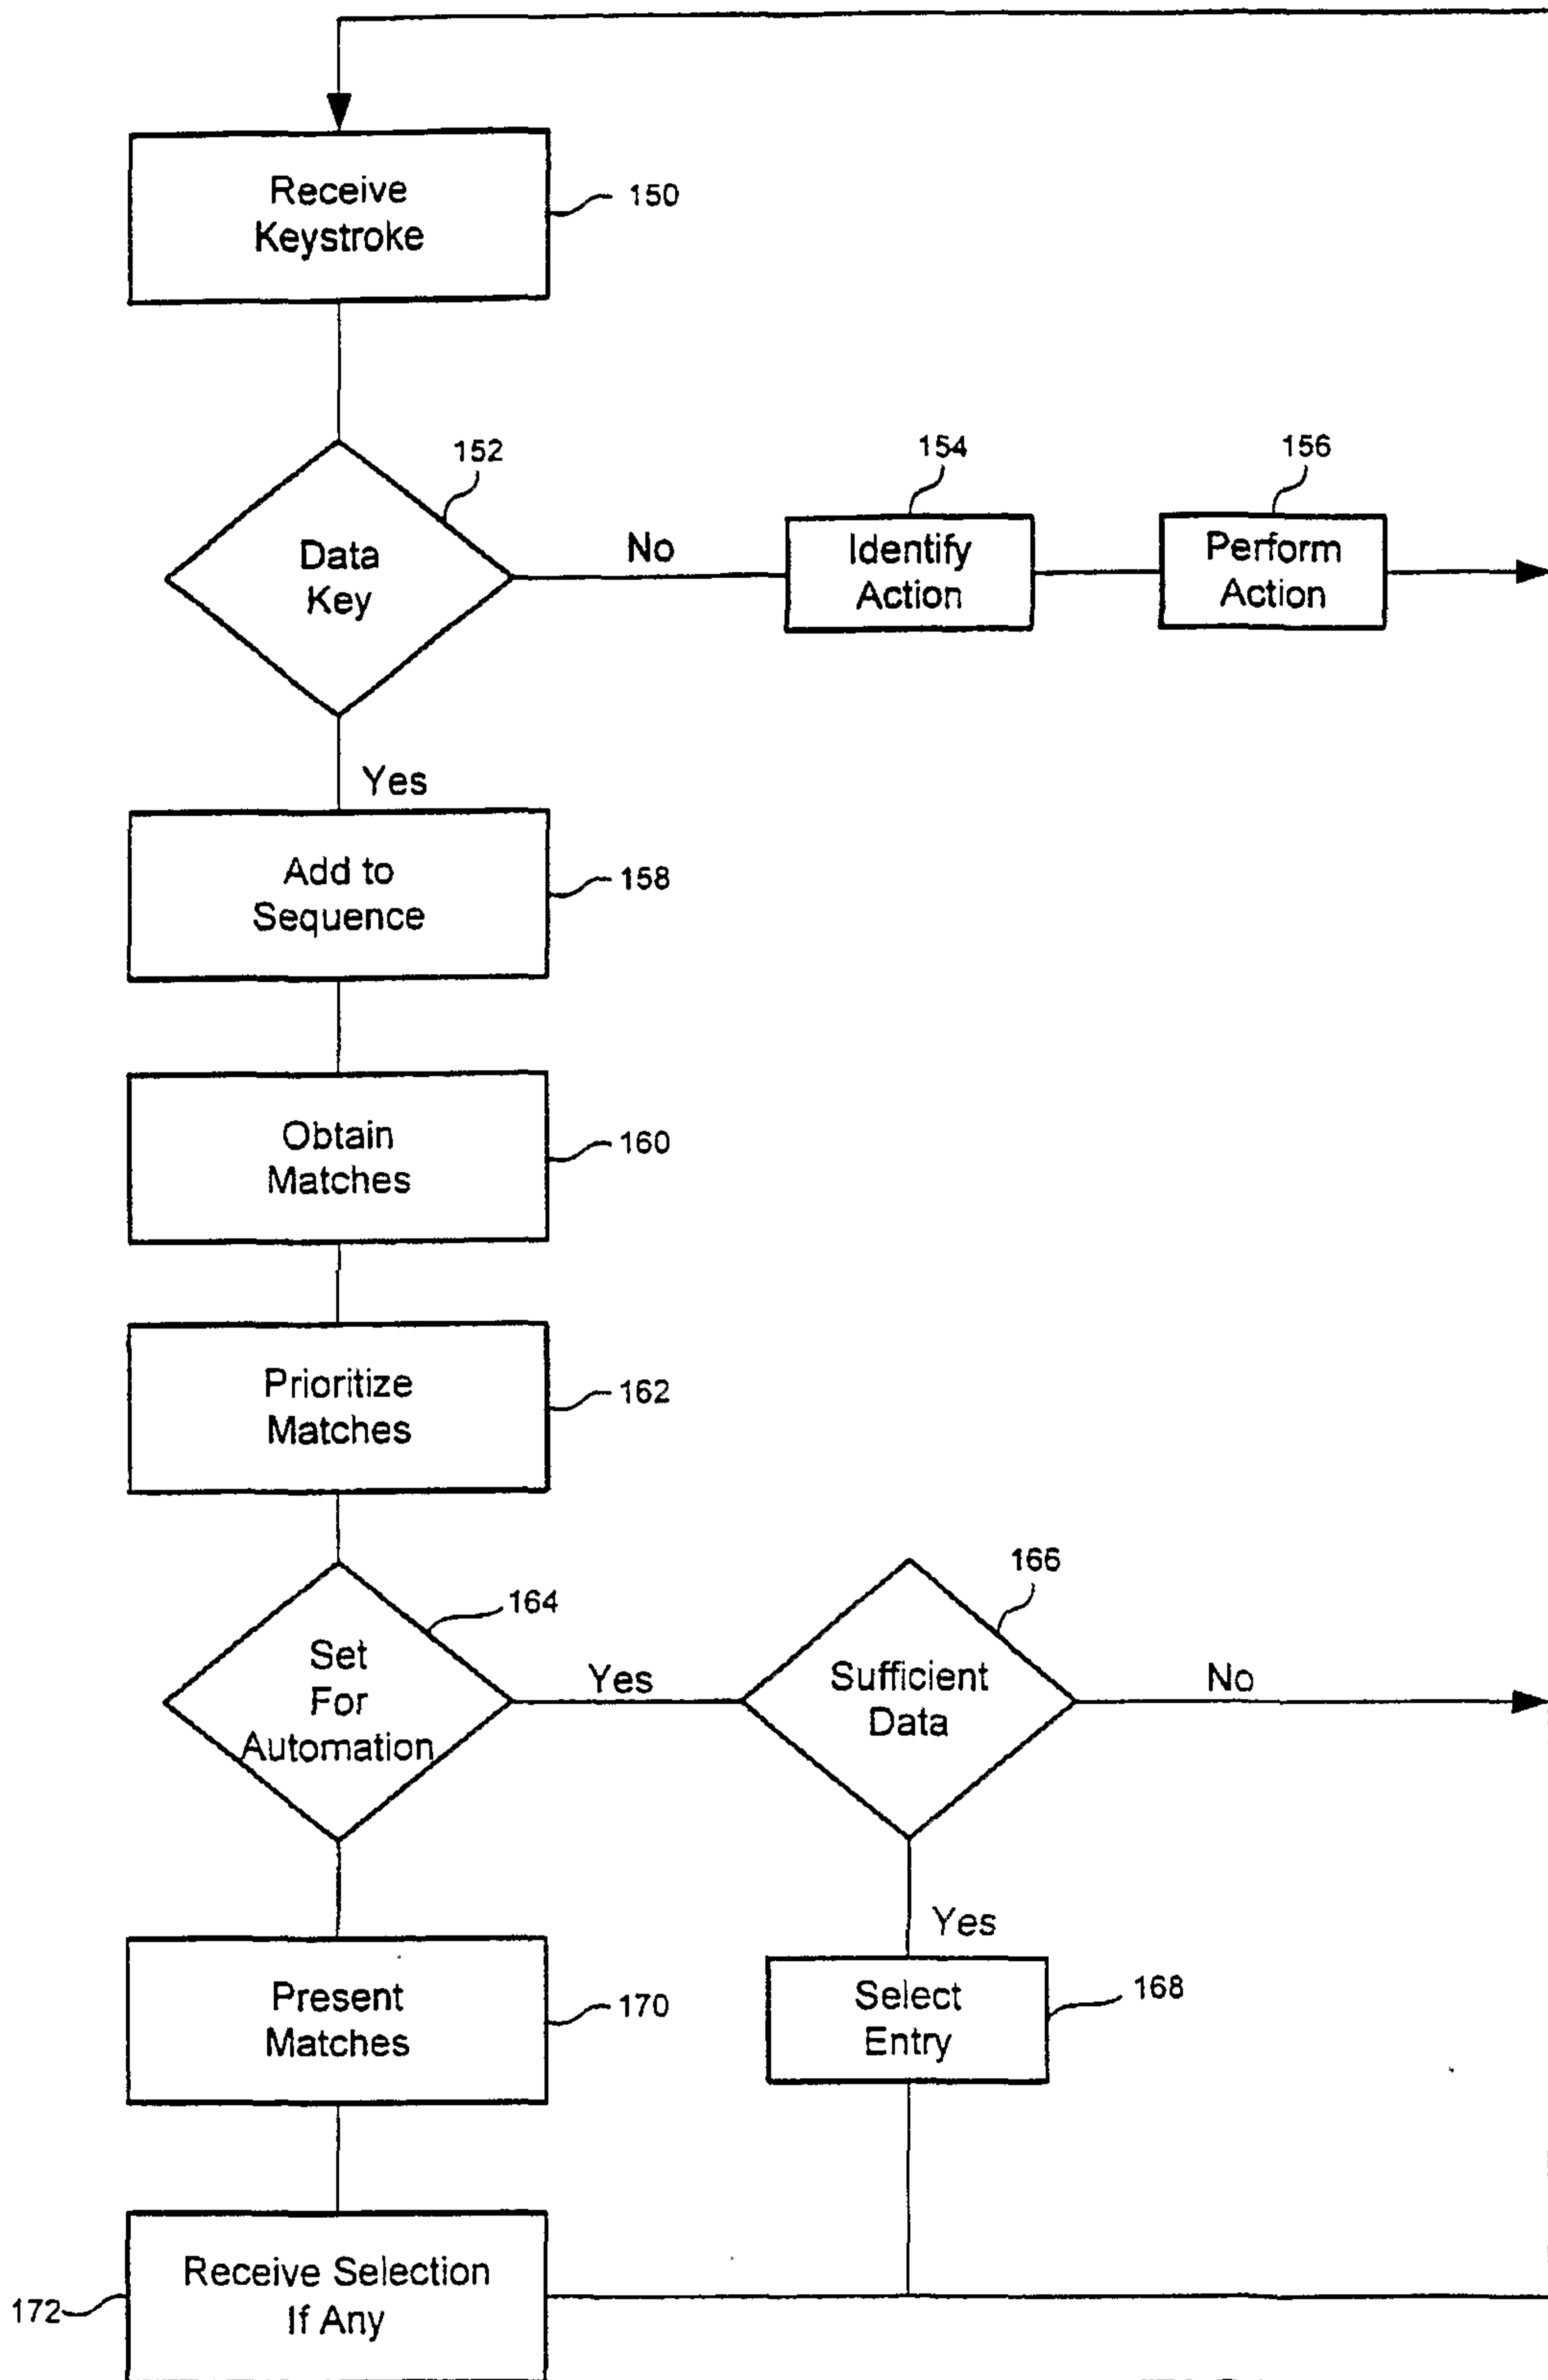 Receive
Keystroke
150
152
Data
Key
No
154
Identify
Action
156
Perform
Action
Yes
Add to
Sequence
158
Obtain
Matches
160
Prioritize
Matches
162
164
Set
For
Automation
Yes
166
Sufficient
Data
No
Yes
Present
Matches
170
Select
Entry
168
Receive Selection
If Any
172